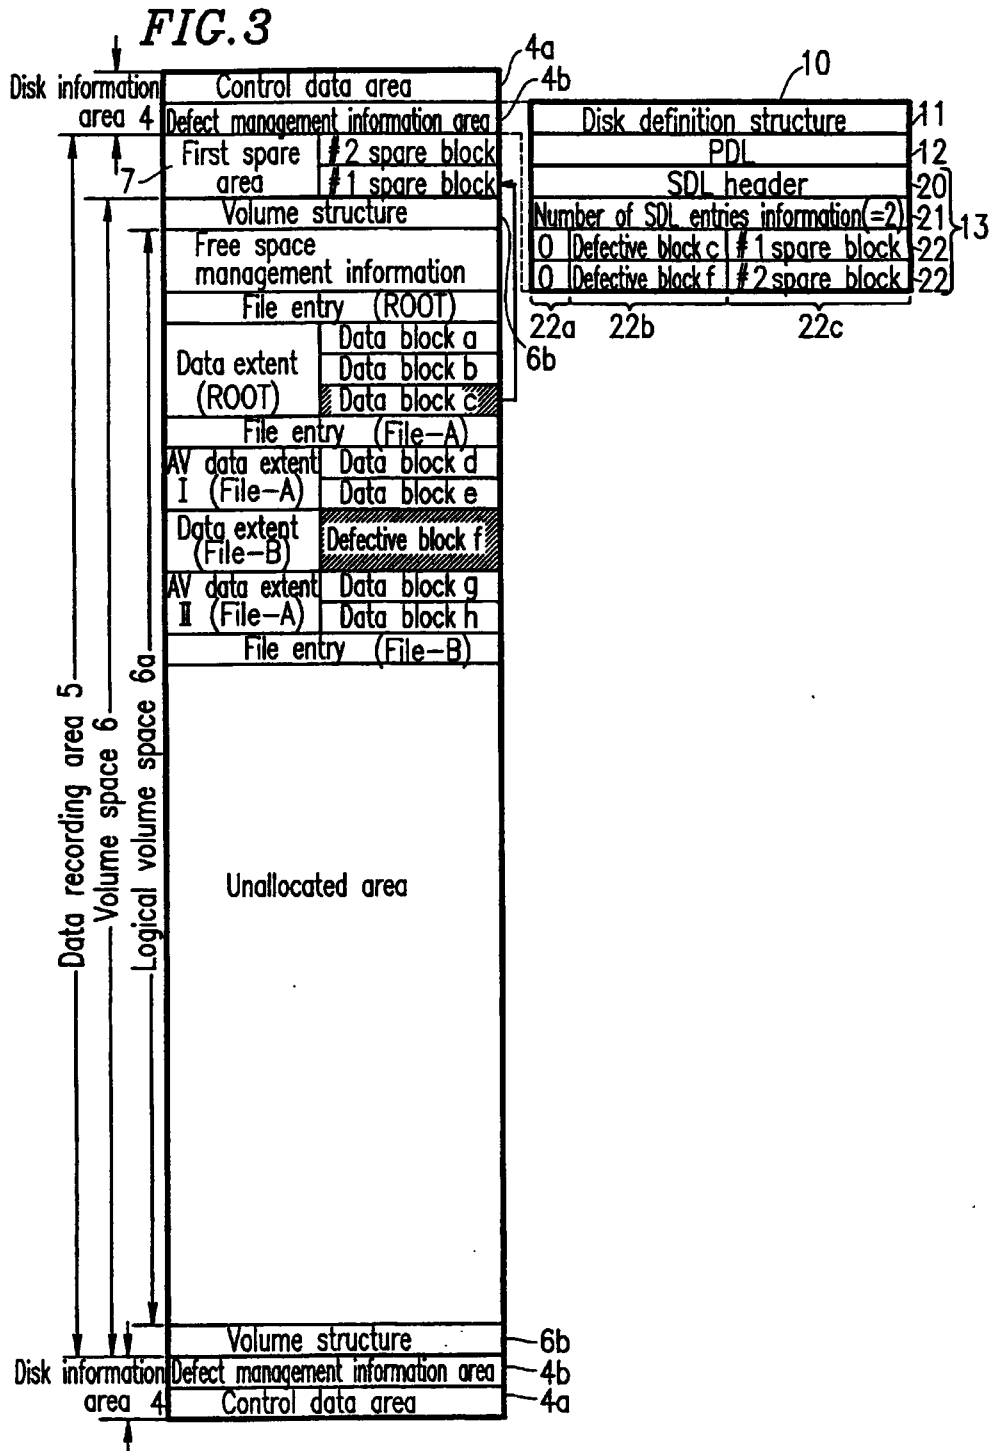 FIG.3
Disk information
area 4
Control data area
4a
Defect management information area
4b
First spare
area
7
#2 spare block
#1 spare block
Volume structure
6b
Free space
management information
File entry (ROOT)
Data extent
(ROOT)
Data block a
Data block b
Data block c
File entry (File-A)
AV data extent
I (File-A)
Data block d
Data block e
Data extent
(File-B)
Defective block f
AV data extent
II (File-A)
Data block g
Data block h
File entry (File-B)
Unallocated area
Data recording area 5
Volume space 6
Logical volume space 6a
Volume structure
6b
Disk information
area 4
Defect management information area
4b
Control data area
4a
10
Disk definition structure
11
PDL
12
SDL header
20
Number of SDL entries information(=2)
21
13
0 Defective block c #1 spare block
22
0 Defective block f #2 spare block
22
22a 22b 22c